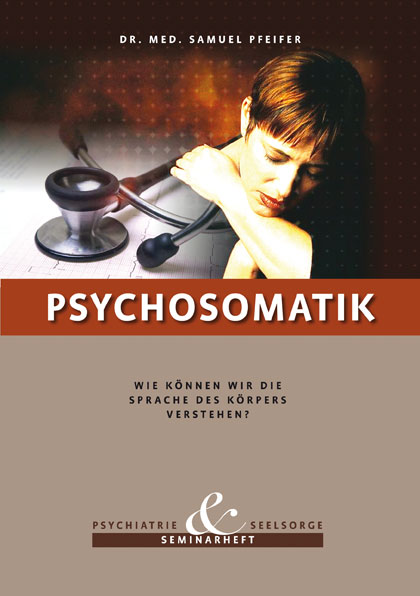 DR. MED. SAMUEL PFEIFER
PSYCHOSOMATIK
WIE KÖNNEN WIR DIE
SPRACHE DES KÖRPERS
VERSTEHEN?
PSYCHIATRIE & SEELSORGE
SEMINARHEFT